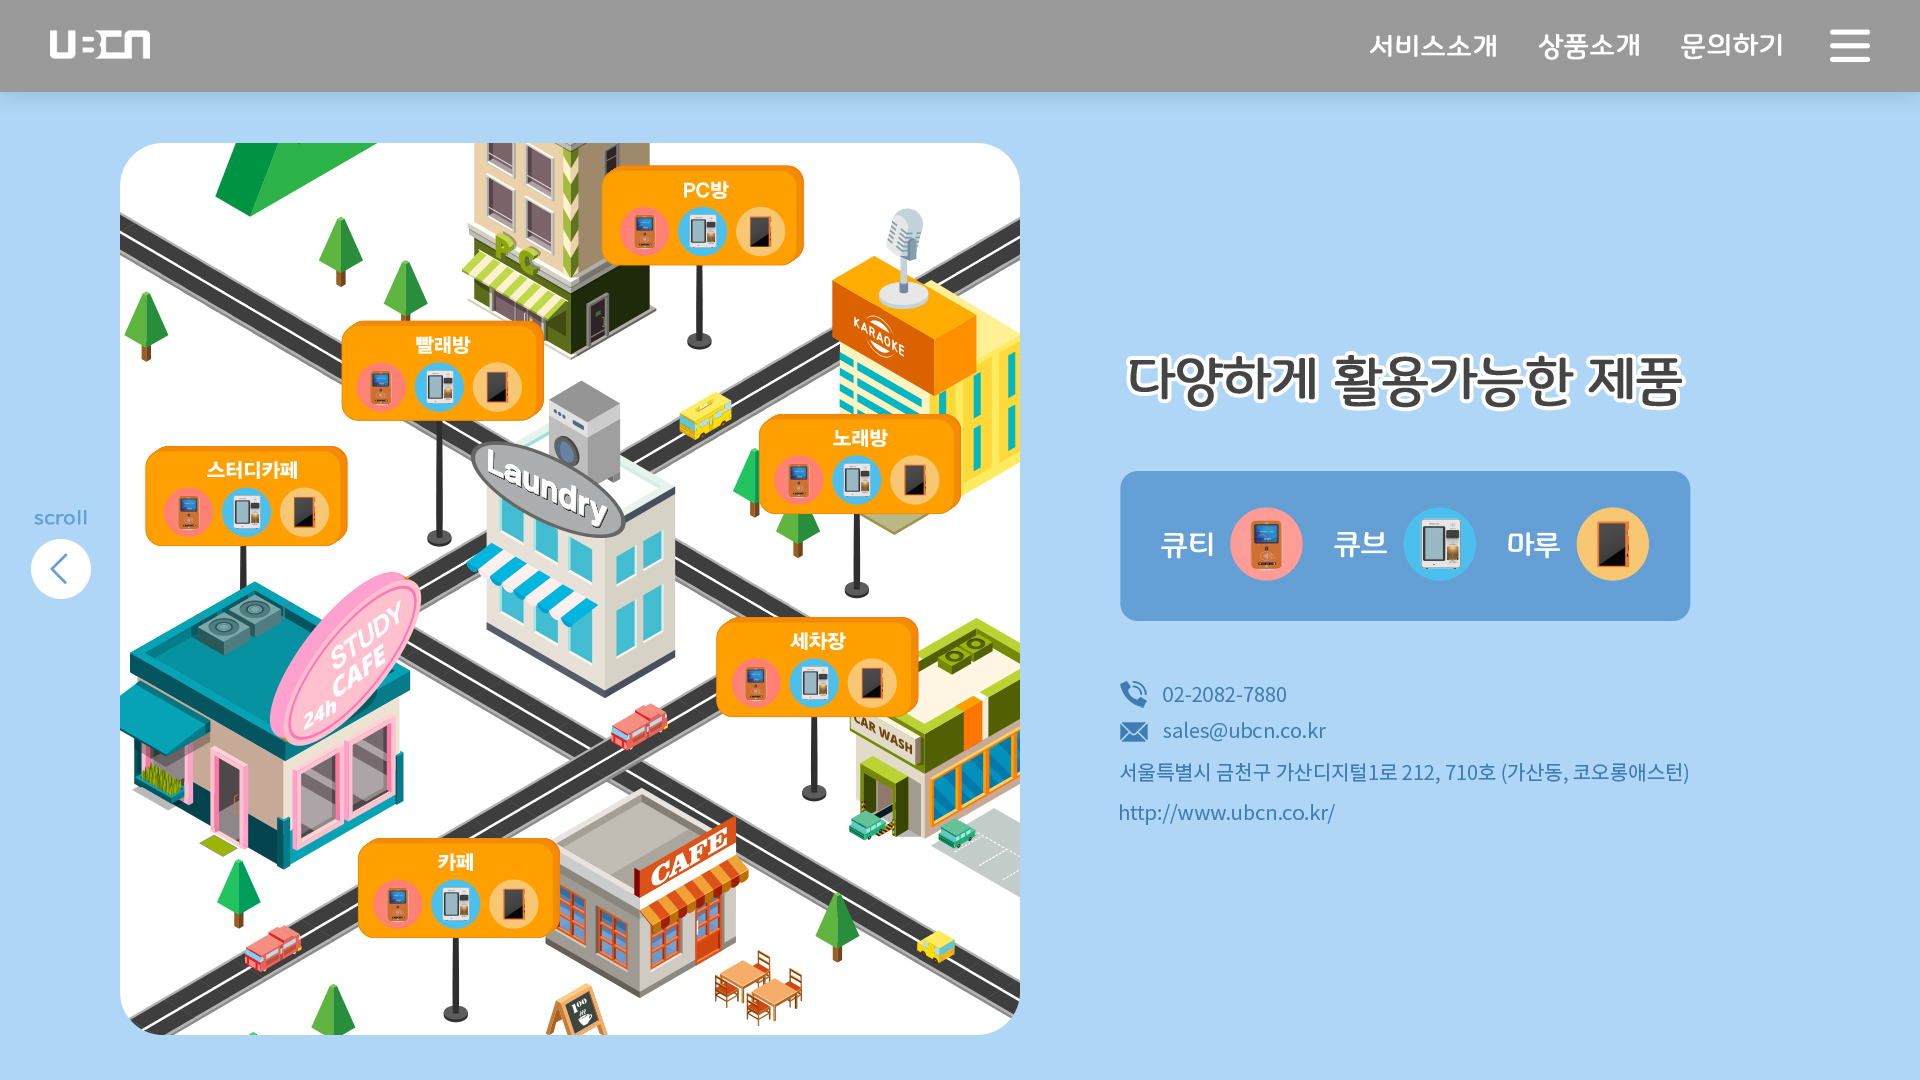 UBCN
서비스소개
상품소개
문의하기
PC방
PC
KARAOKE
빨래방
노래방
Laundry
스터디카페
scroll
STUDY
CAFE
24h
세차장
CAR WASH
카페
CAFE
다양하게 활용가능한 제품
큐티
큐브
마루
02-2082-7880
sales@ubcn.co.kr
서울특별시 금천구 가산디지털1로 212, 710호 (가산동, 코오롱애스턴)
http://www.ubcn.co.kr/